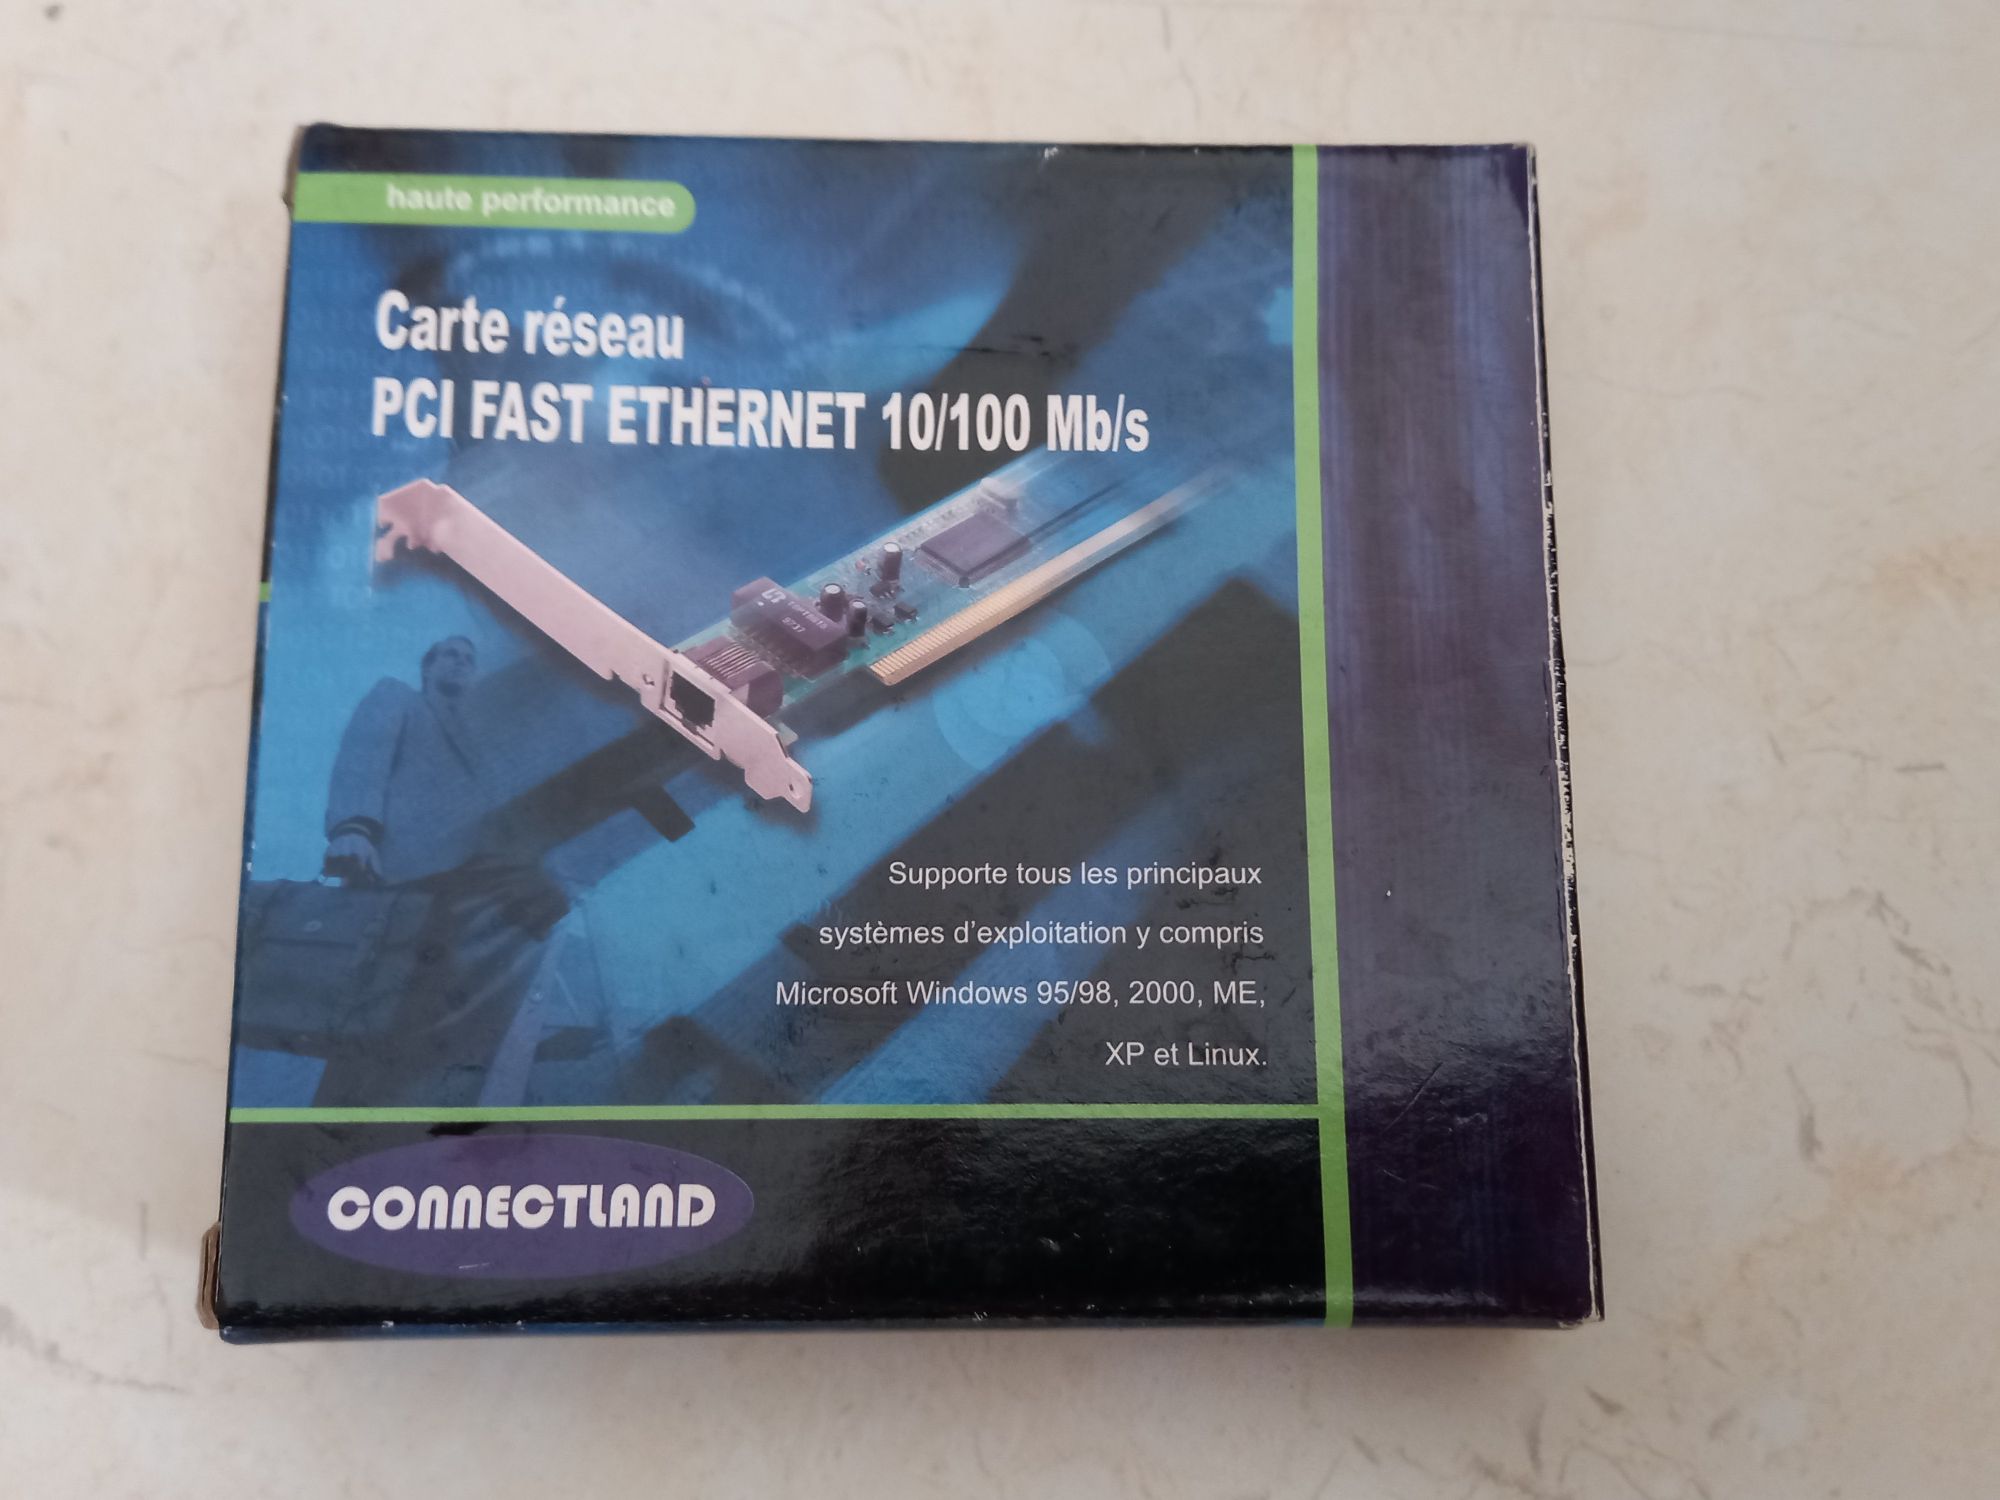 haute performance
Carte réseau
PCI FAST ETHERNET 10/100 Mb/s
Supporte tous les principaux
systèmes d'exploitation y compris
Microsoft Windows 95/98, 2000, ME,
XP et Linux.
CONNECTLAND